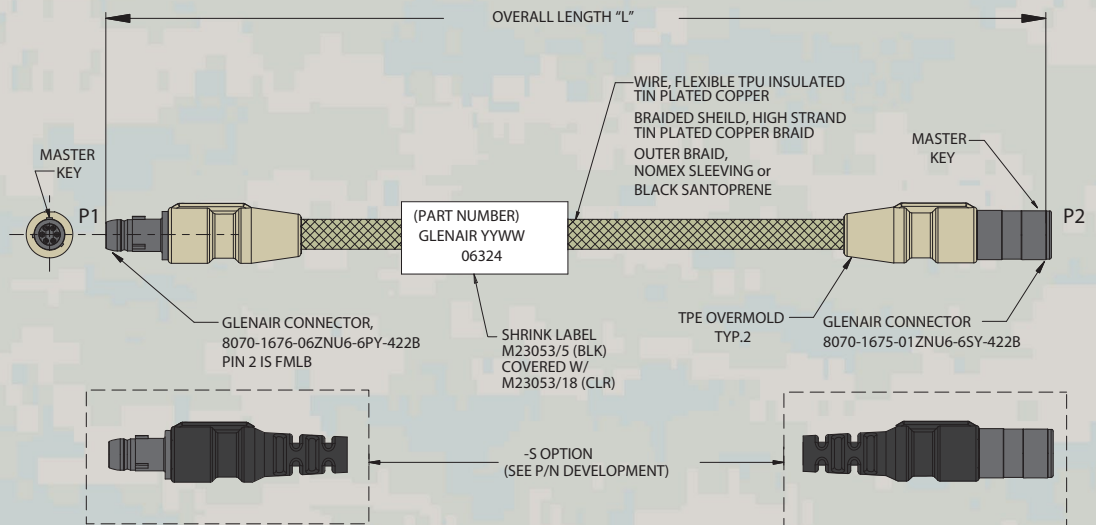 OVERALL LENGTH “L”
WIRE, FLEXIBLE TPU INSULATED
TIN PLATED COPPER
BRAIDED SHEILD, HIGH STRAND
TIN PLATED COPPER BRAID
OUTER BRAID,
NOMEX SLEEVING or
BLACK SANTOPRENE
MASTER
KEY
MASTER
KEY
P1
(PART NUMBER)
GLENAIR YYWW
06324
P2
GLENAIR CONNECTOR,
8070-1676-06ZNU6-6PY-422B
PIN 2 IS FMLB
SHRINK LABEL
M23053/5 (BLK)
COVERED W/
M23053/18 (CLR)
TPE OVERMOLD
TYP.2
GLENAIR CONNECTOR
8070-1675-01ZNU6-6SY-422B
-S OPTION
(SEE P/N DEVELOPMENT)